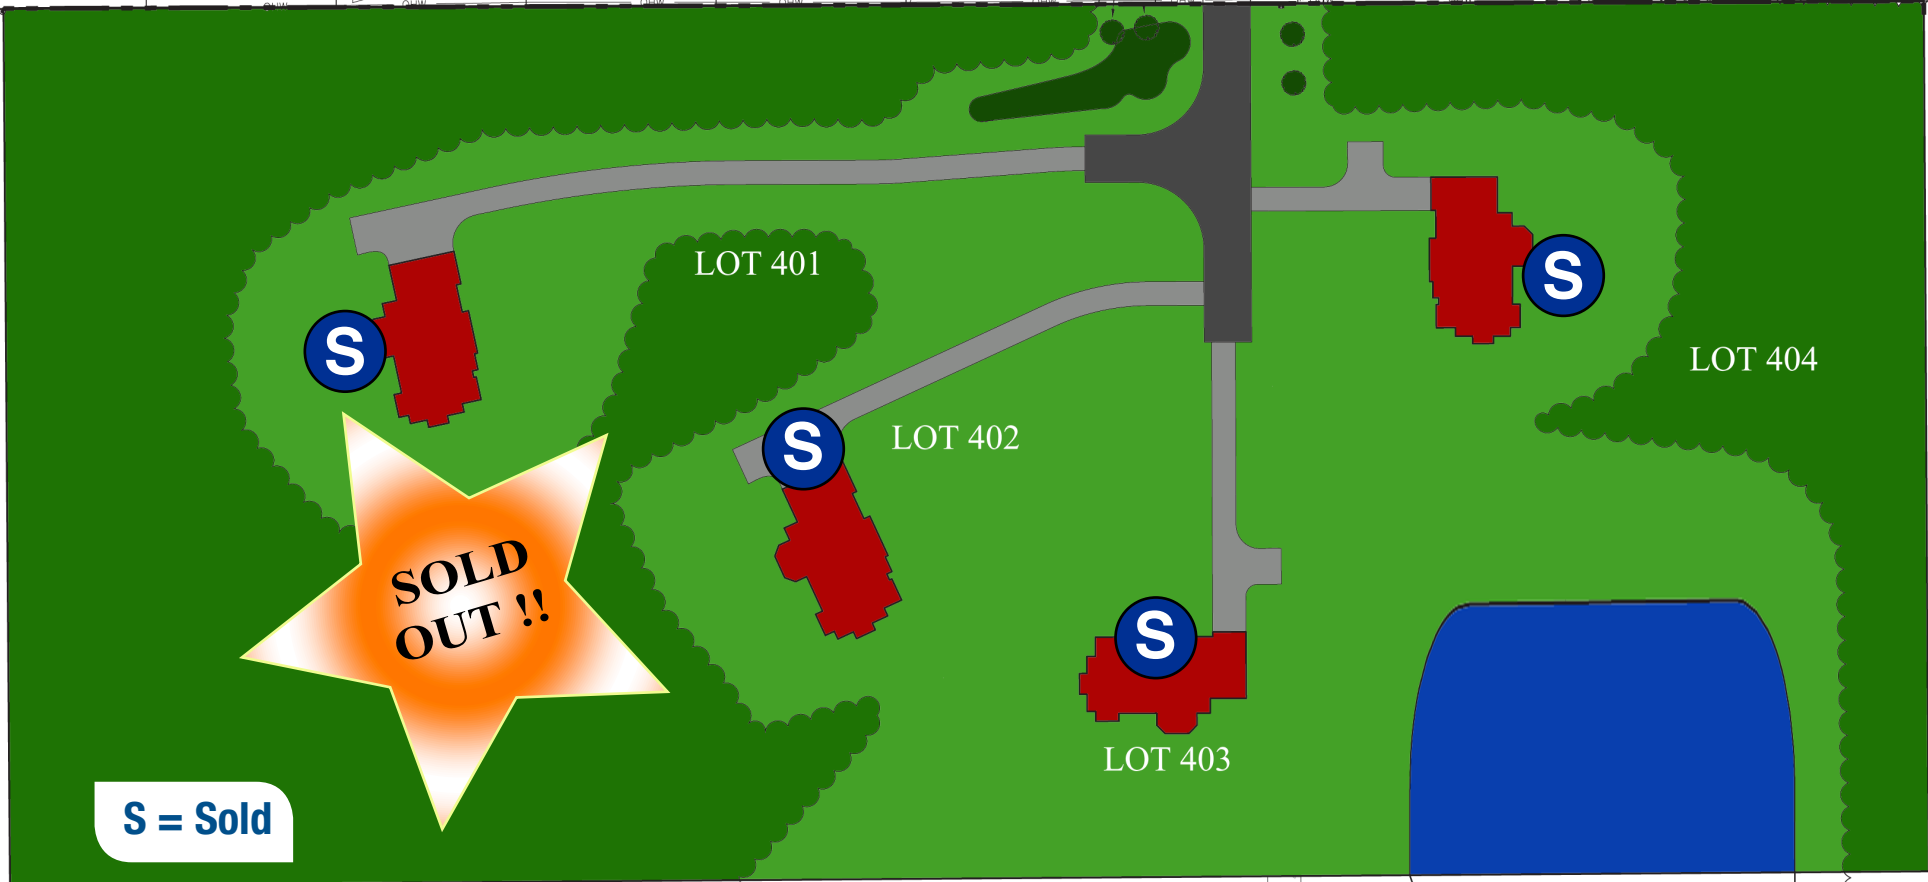 LOT 401
S
S
LOT 404
S
LOT 402
SOLD
OUT !!
S
LOT 403
S = Sold